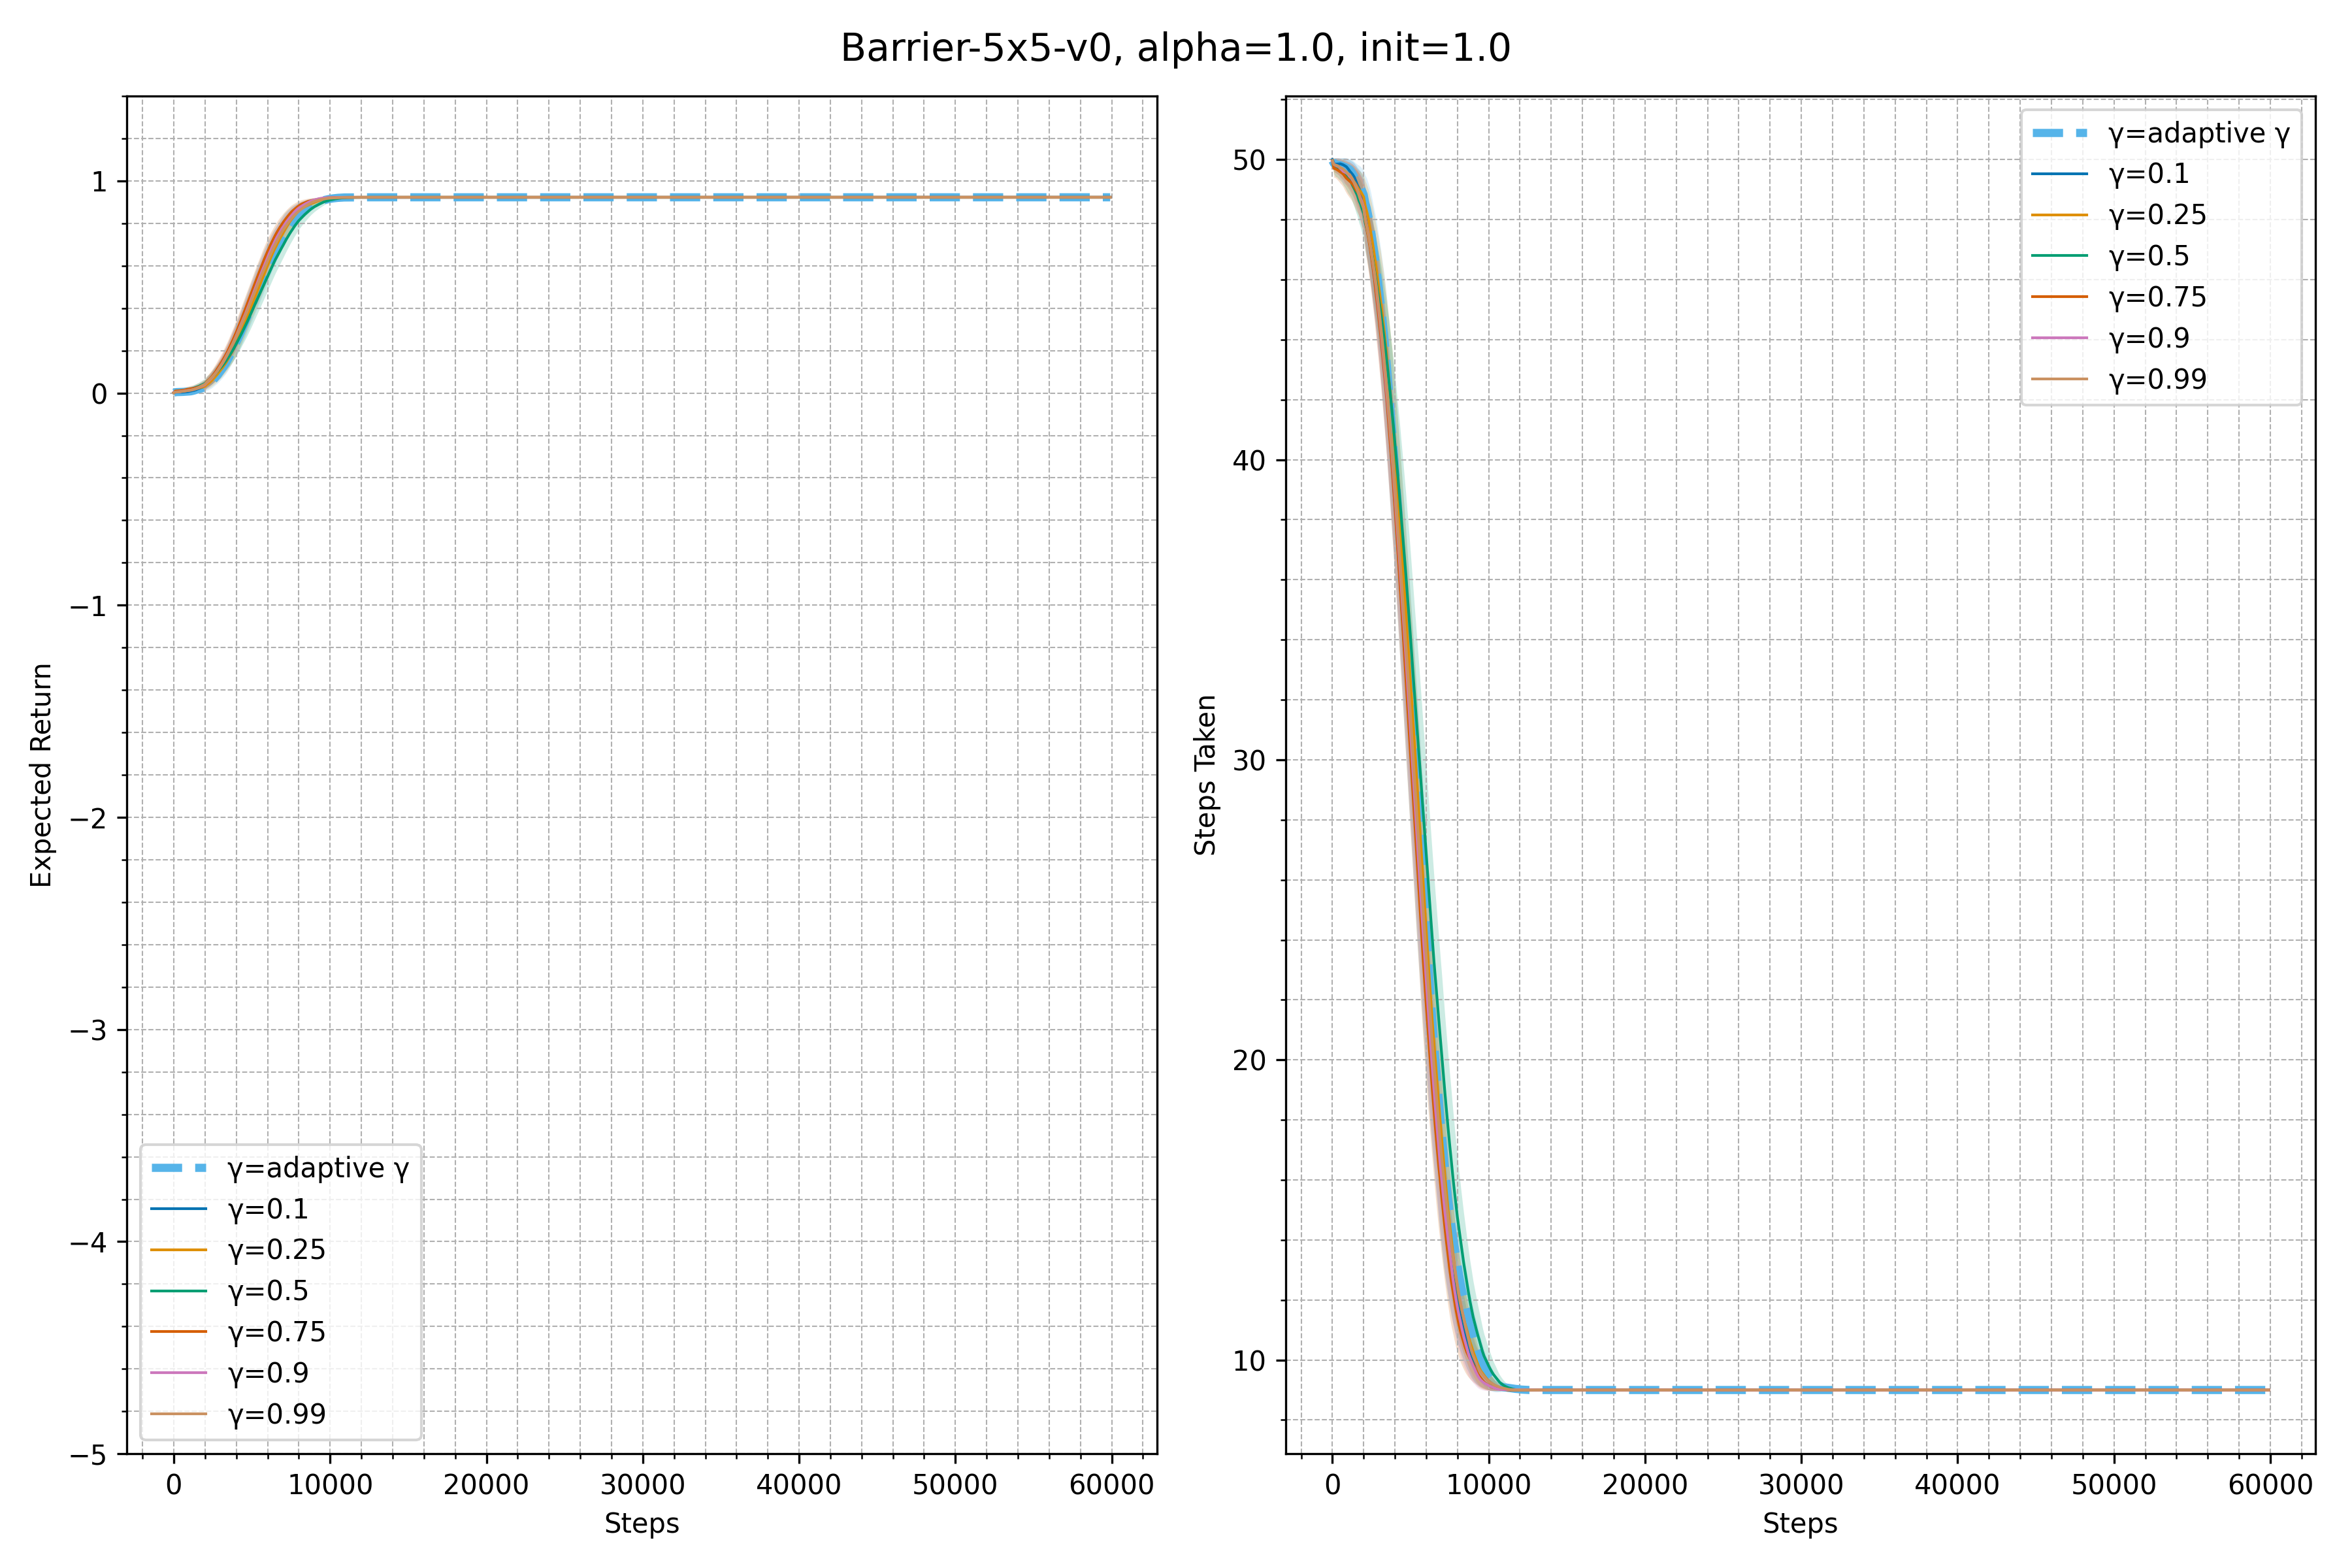 Barrier-5x5-v0, alpha=1.0, init=1.0
Expected Return
1
0
−1
−2
−3
−4
−5
γ=adaptive γ
γ=0.1
γ=0.25
γ=0.5
γ=0.75
γ=0.9
γ=0.99
0 10000 20000 30000 40000 50000 60000
Steps
Steps Taken
50
40
30
20
10
γ=adaptive γ
γ=0.1
γ=0.25
γ=0.5
γ=0.75
γ=0.9
γ=0.99
0 10000 20000 30000 40000 50000 60000
Steps